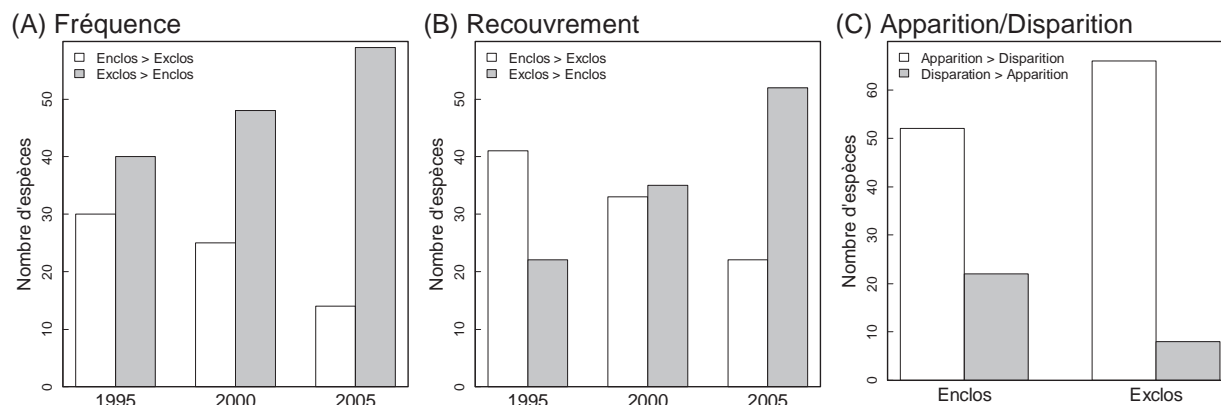 (A) Fréquence
Enclos > Exclos
Exclos > Enclos
Nombre d'espèces
0
10
20
30
40
50
1995
2000
2005
(B) Recouvrement
Enclos > Exclos
Exclos > Enclos
Nombre d'espèces
0
10
20
30
40
50
1995
2000
2005
(C) Apparition/Disparition
Apparition > Disparition
Disparation > Apparition
Nombre d'espèces
0
10
20
30
40
50
60
Enclos
Exclos